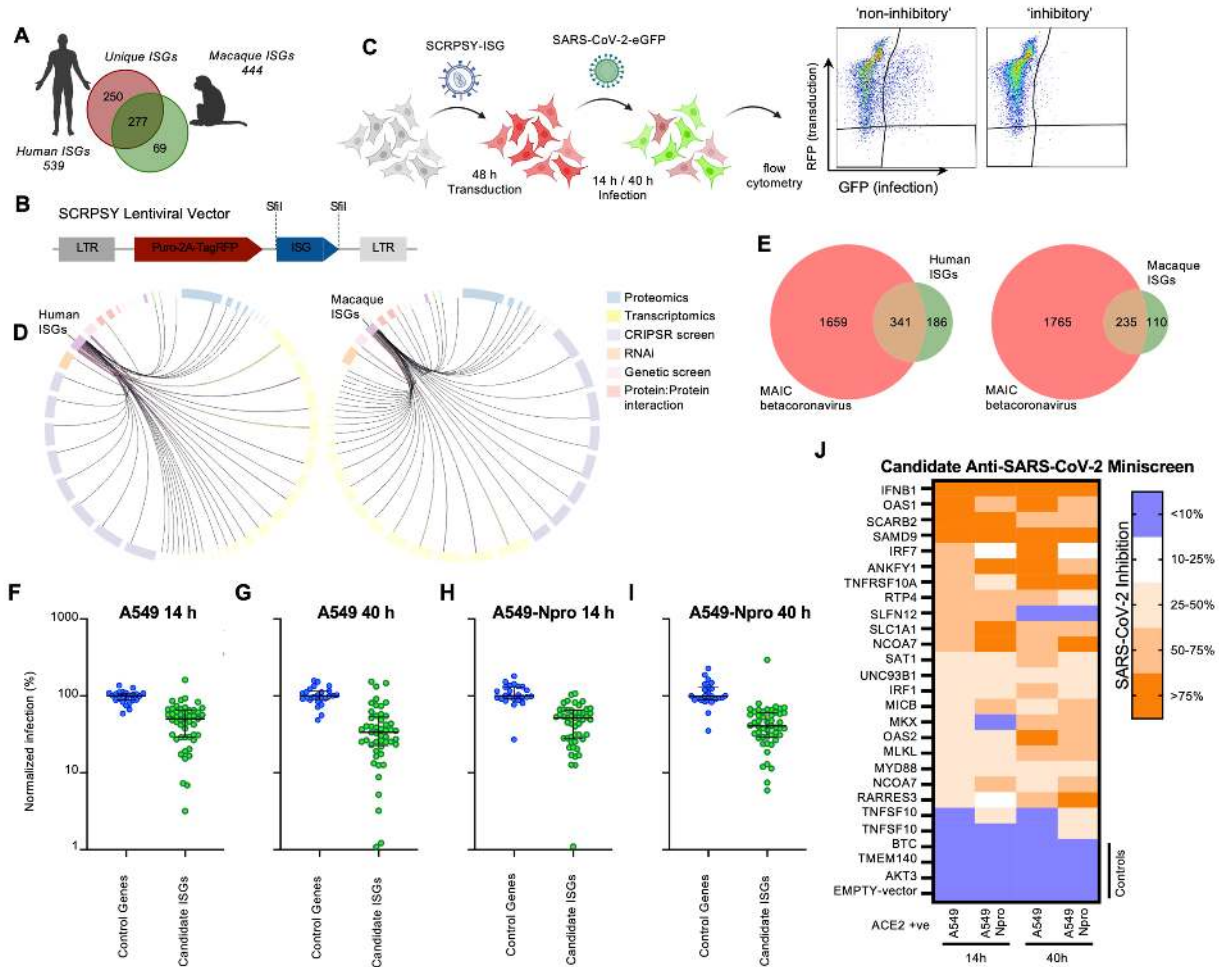 A
Unique ISGs
Macaque ISGs
444
250
277
69
Human ISGs
539
B
SCRPSY Lentiviral Vector
SfiI
SfiI
LTR
Puro-2A-TagRFP
ISG
LTR
C
SCRPSY-ISG
SARS-CoV-2-eGFP
48 h
Transduction
14 h / 40 h
Infection
flow
cytometry
'non-inhibitory'
'inhibitory'
RFP (transduction)
GFP (infection)
D
Human
ISGs
Macaque
ISGs
Proteomics
Transcriptomics
CRIPSR screen
RNAi
Genetic screen
Protein:Protein
interaction
E
Human
ISGs
1659
341
186
MAIC
betacoronavirus
Macaque
ISGs
1765
235
110
MAIC
betacoronavirus
F
A549 14 h
G
A549 40 h
H
A549-Npro 14 h
I
A549-Npro 40 h
Normalized infection (%)
1000
100
10
1
Control Genes
Candidate ISGs
Control Genes
Candidate ISGs
Control Genes
Candidate ISGs
Control Genes
Candidate ISGs
J
Candidate Anti-SARS-CoV-2 Miniscreen
IFNB1
OAS1
SCARB2
SAMD9
IRF7
ANKFY1
TNFRSF10A
RTP4
SLFN12
SLC1A1
NCOA7
SAT1
UNC93B1
IRF1
MICB
MKX
OAS2
MLKL
MYD88
NCOA7
RARRES3
TNFSF10
TNFSF10
BTC
TMEM140
AKT3
EMPTY-vector
Controls
SARS-CoV-2 Inhibition
<10%
10-25%
25-50%
50-75%
>75%
ACE2 +ve
A549
A549
Npro
A549
A549
Npro
14h
40h